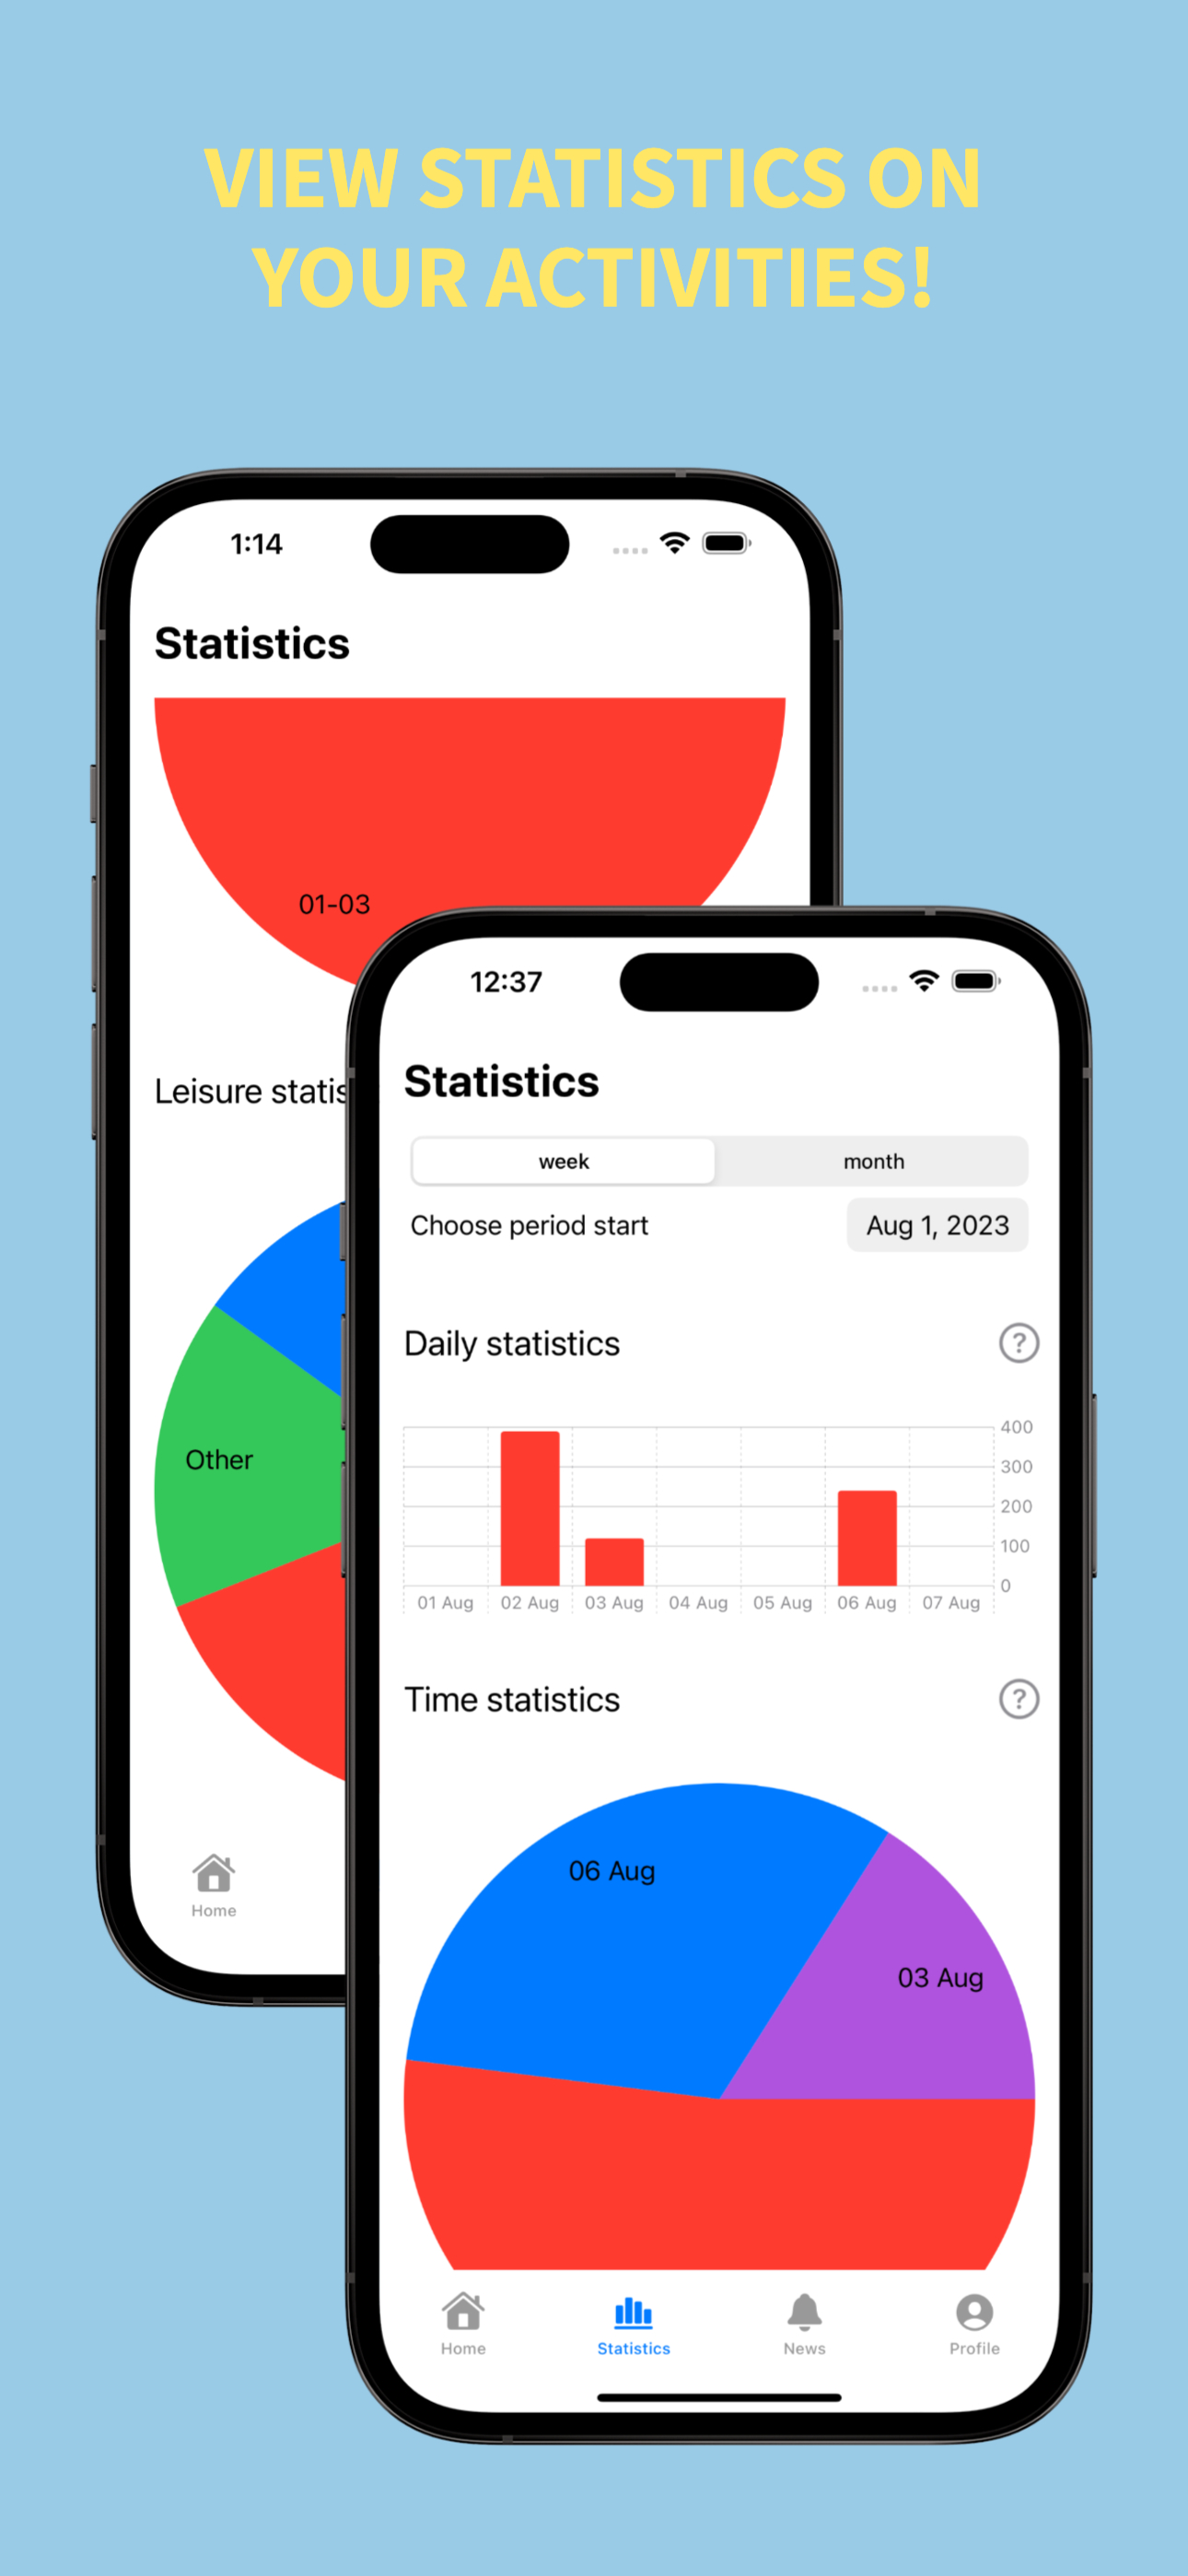 VIEW STATISTICS ON
YOUR ACTIVITIES!
1:14
Statistics
01-03
Leisure statis
Other
Home
12:37
Statistics
week month
Choose period start Aug 1, 2023
Daily statistics ?
400
300
200
100
0
01 Aug 02 Aug 03 Aug 04 Aug 05 Aug 06 Aug 07 Aug
Time statistics ?
06 Aug
03 Aug
Home Statistics News Profile